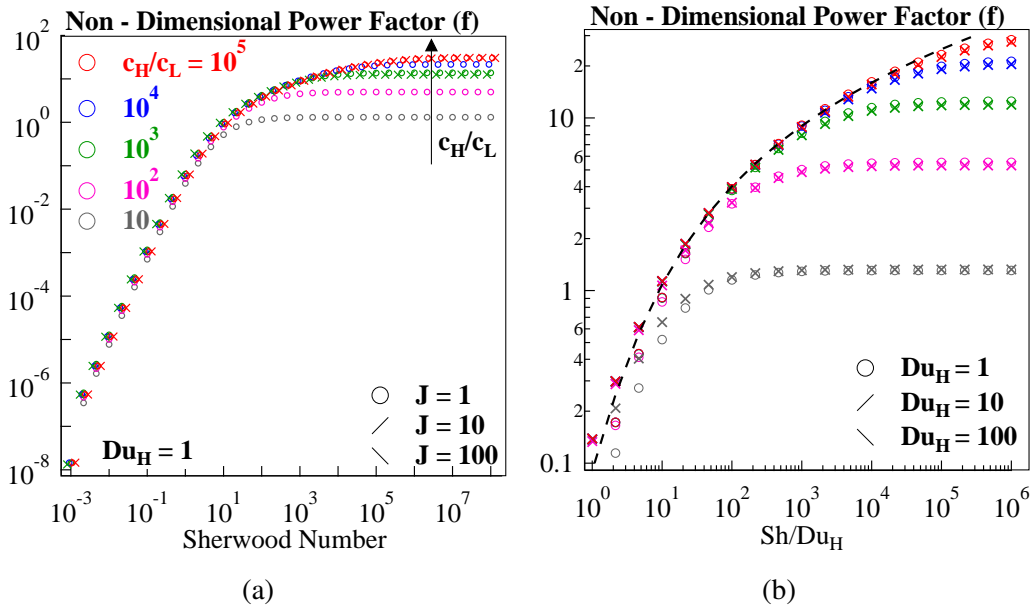 Non - Dimensional Power Factor (f)
10^2
10^0
10^-2
10^-4
10^-6
10^-8
c_H/c_L = 10^5
10^4
10^3
10^2
10
c_H/c_L
J = 1
J = 10
J = 100
Du_H = 1
10^-3 10^-1 10^1 10^3 10^5 10^7
Sherwood Number
(a)
Non - Dimensional Power Factor (f)
2
10
6
4
2
1
6
4
2
0.1
Du_H = 1
Du_H = 10
Du_H = 100
10^0 10^1 10^2 10^3 10^4 10^5 10^6
Sh/Du_H
(b)